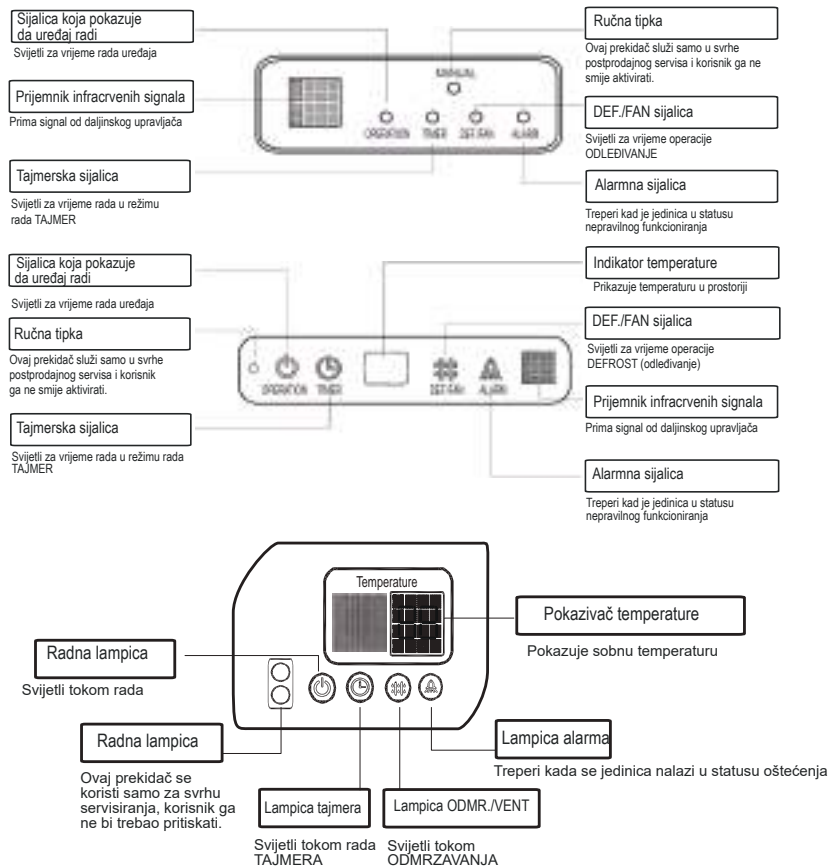 Sijalica koja pokazuje
da uređaj radi
Svijetli za vrijeme rada uređaja
Prijemnik infracrvenih signala
Prima signal od daljinskog upravljača
Tajmerska sijalica
Svijetli za vrijeme rada u režimu
rada TAJMER
MANUAL
OPERATION
TIMER
DEF./FAN
ALARM
Ručna tipka
Ovaj prekidač služi samo u svrhe
postprodajnog servisa i korisnik ga ne
smije aktivirati.
DEF./FAN sijalica
Svijetli za vrijeme operacije
ODLEĐIVANJE
Alarmna sijalica
Treperi kad je jedinica u statusu
nepravilnog funkcioniranja
Sijalica koja pokazuje
da uređaj radi
Svijetli za vrijeme rada uređaja
Ručna tipka
Ovaj prekidač služi samo u svrhe
postprodajnog servisa i korisnik
ga ne smije aktivirati.
Tajmerska sijalica
Svijetli za vrijeme rada u režimu rada
TAJMER
OPERATION
TIMER
DEF./FAN
ALARM
Indikator temperature
Prikazuje temperaturu u prostoriji
DEF./FAN sijalica
Svijetli za vrijeme operacije
DEFROST (odleđivanje)
Prijemnik infracrvenih signala
Prima signal od daljinskog upravljača
Alarmna sijalica
Treperi kad je jedinica u statusu
nepravilnog funkcioniranja
Temperature
Pokazivač temperature
Pokazuje sobnu temperaturu
Radna lampica
Svijetli tokom rada
Radna lampica
Ovaj prekidač se
koristi samo za svrhu
servisiranja, korisnik ga
ne bi trebao pritiskati.
Lampica tajmera
Svijetli tokom rada
TAJMERA
Lampica ODMR./VENT
Svijetli tokom
ODMRZAVANJA
Lampica alarma
Treperi kada se jedinica nalazi u statusu oštećenja